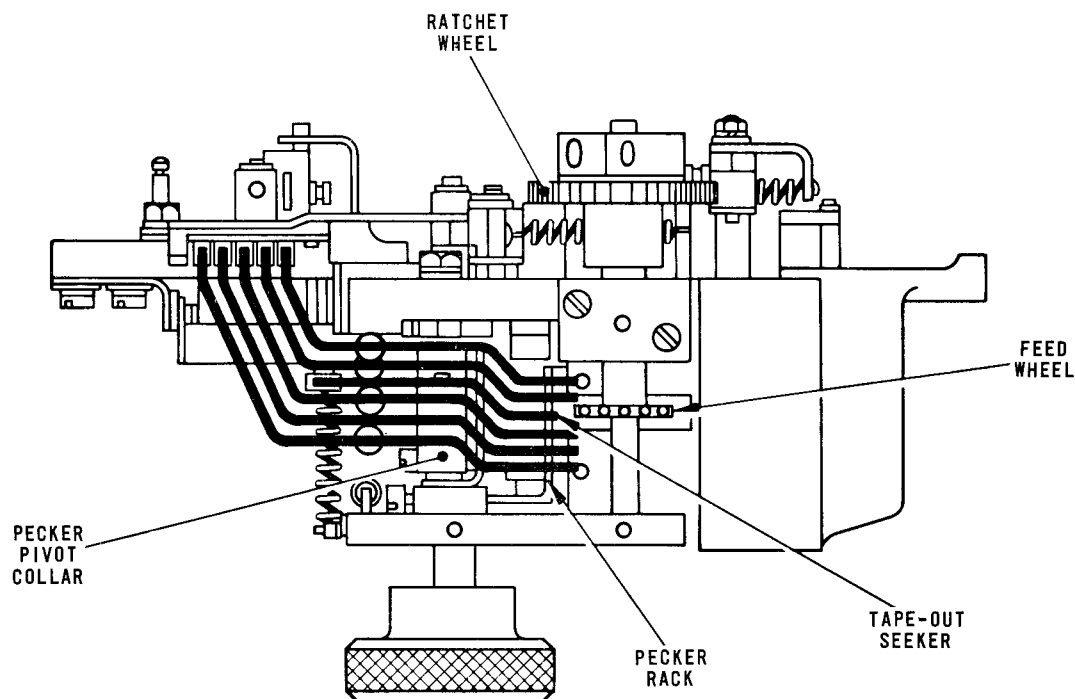 RATCHET
WHEEL
FEED
WHEEL
PECKER
PIVOT
COLLAR
TAPE-OUT
SEEKER
PECKER
RACK